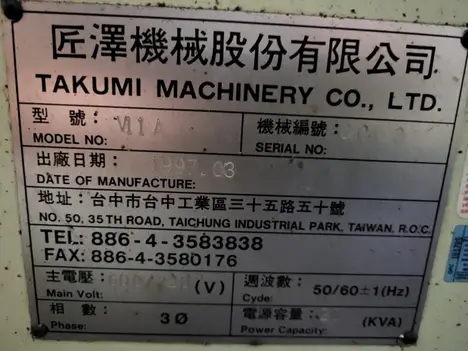 匠澤機械股份有限公司
TAKUMI MACHINERY CO., LTD.
型 號: 機械編號:
MODEL NO: V11A SERIAL NO:
出廠日期: 1997.03
DATE OF MANUFACTURE:
地址: 台中市台中工業區三十五路五十號
NO. 50, 35TH ROAD, TAICHUNG INDUSTRIAL PARK, TAIWAN, R.O.C.
TEL: 886-4-3583838
FAX: 886-4-3580176
主電壓: (V) 週波數: 50/60±1(Hz)
Main Volt: Cycle:
相 數: 3Ø 電源容量: (KVA)
Phase: Power Capacity: